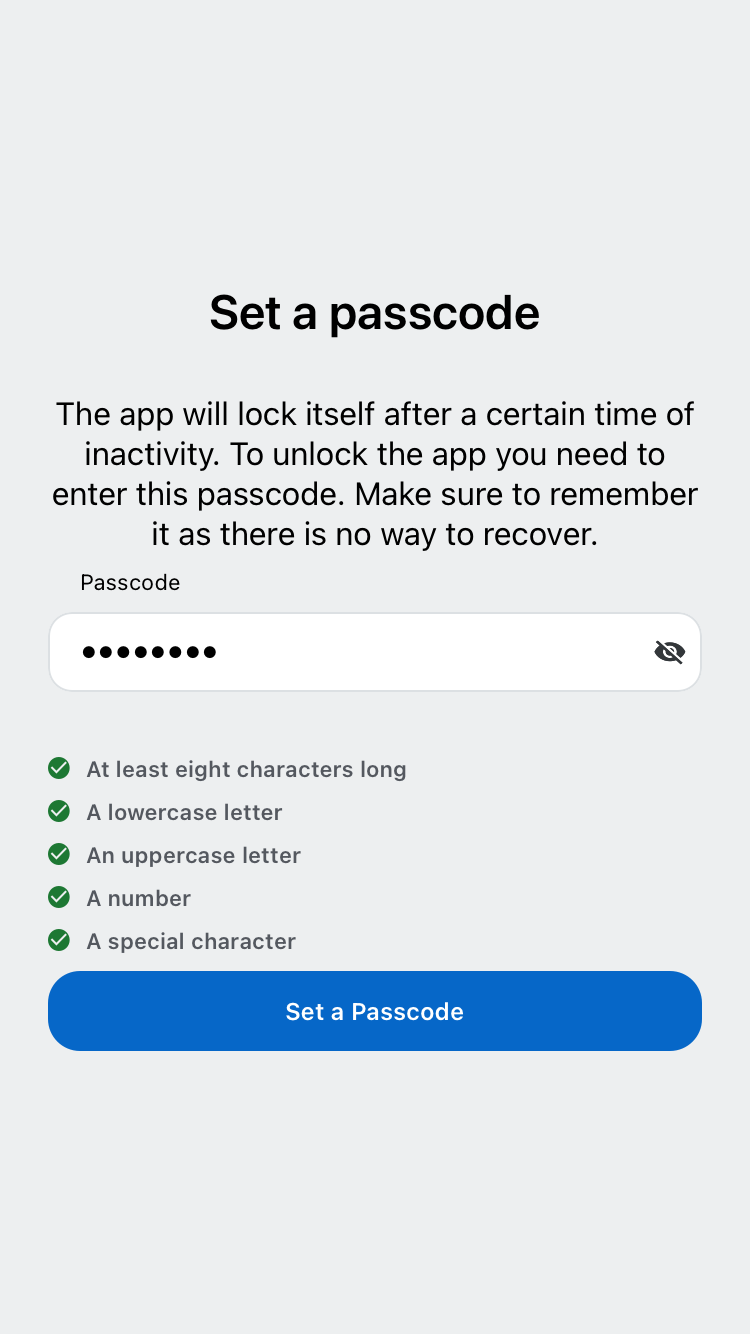 Set a passcode
The app will lock itself after a certain time of
inactivity. To unlock the app you need to
enter this passcode. Make sure to remember
it as there is no way to recover.
Passcode
••••••••
At least eight characters long
A lowercase letter
An uppercase letter
A number
A special character
Set a Passcode